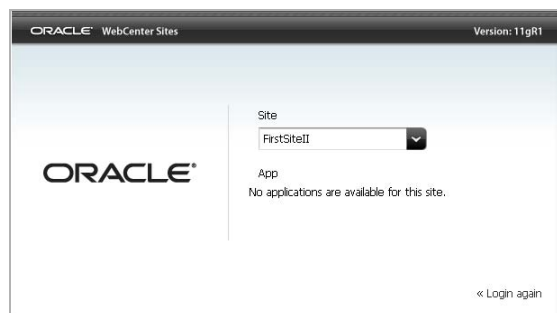 ORACLE® WebCenter Sites Version: 11gR1
Site
FirstSiteII
ORACLE®
App
No applications are available for this site.
« Login again